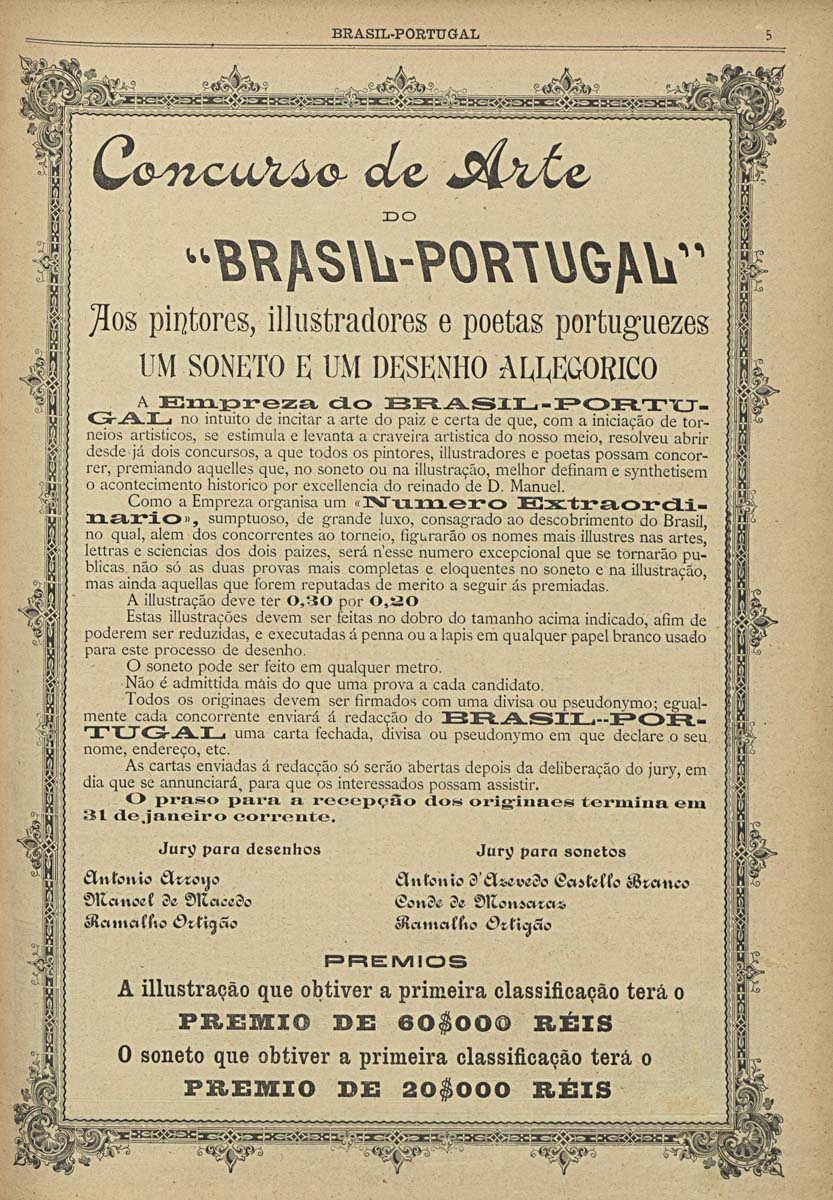 BRASIL-PORTUGAL 5
Concurso de Arte
DO
“BRASIL-PORTUGAL”
Aos pintores, illustradores e poetas portuguezes
UM SONETO E UM DESENHO ALLEGORICO
A Empreza do BRASIL-PORTU-
GAL no intuito de incitar a arte do paiz e certa de que, com a iniciação de tor-
neios artisticos, se estimula e levanta a craveira artistica do nosso meio, resolveu abrir
desde já dois concursos, a que todos os pintores, illustradores e poetas possam concor-
rer, premiando aquelles que, no soneto ou na illustração, melhor definam e synthetisem
o acontecimento historico por excellencia do reinado de D. Manuel.
Como a Empreza organisa um «Numero Extraordi-
nario», sumptuoso, de grande luxo, consagrado ao descobrimento do Brasil,
no qual, alem dos concorrentes ao torneio, figurarão os nomes mais illustres nas artes,
lettras e sciencias dos dois paizes, será n'esse numero excepcional que se tornarão pu-
blicas não só as duas provas mais completas e eloquentes no soneto e na illustração,
mas ainda aquellas que forem reputadas de merito a seguir ás premiadas.
A illustração deve ter 0,30 por 0,20
Estas illustrações devem ser feitas no dobro do tamanho acima indicado, afim de
poderem ser reduzidas, e executadas á penna ou a lapis em qualquer papel branco usado
para este processo de desenho.
O soneto pode ser feito em qualquer metro.
Não é admittida mais do que uma prova a cada candidato.
Todos os originaes devem ser firmados com uma divisa ou pseudonymo; egual-
mente cada concorrente enviará á redacção do BRASIL--POR-
TUGAL uma carta fechada, divisa ou pseudonymo em que declare o seu
nome, endereço, etc.
As cartas enviadas á redacção só serão abertas depois da deliberação do jury, em
dia que se annunciará, para que os interessados possam assistir.
O praso para a recepção dos originaes termina em
31 de janeiro corrente.
Jury para desenhos
Antonio Arroyo
Manoel de Macedo
Ramalho Ortigão
Jury para sonetos
Antonio d'Azevedo Castello Branco
Conde de Monsaraz
Ramalho Ortigão
PREMIOS
A illustração que obtiver a primeira classificação terá o
PREMIO DE 60$000 RÉIS
O soneto que obtiver a primeira classificação terá o
PREMIO DE 20$000 RÉIS